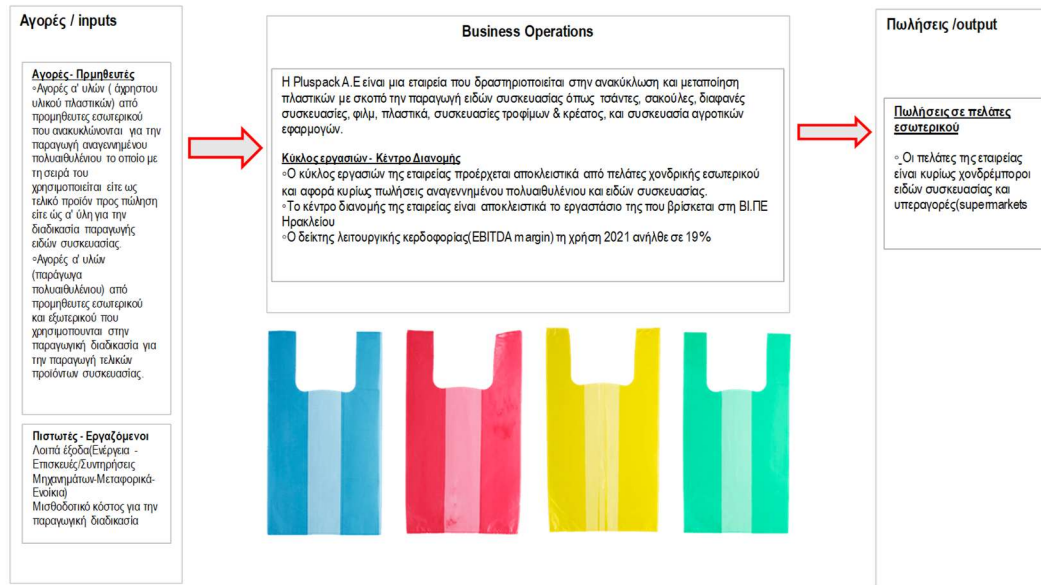 Αγορές / inputs
Αγορές - Πρμηθευτές
◦Αγορές α' υλών ( άχρηστου
υλικού πλαστικών) από
προμηθευτες εσωτερικού
που ανακυκλώνονται για την
παραγωγή αναγεννημένου
πολυαιθυλένιου το οποίο με
τη σειρά του
χρησιμοποιείται είτε ως
τελικό προϊόν προς πώληση
είτε ώς α' ύλη για την
διαδικασία παραγωγής
ειδών συσκευασίας.
◦Αγορές α' υλών
(παράγωγα
πολυαιθυλένιου) από
προμηθευτες εσωτερικού
και εξωτερικού που
χρησιμοπουνται στην
παραγωγική διαδικασία για
την παραγωγή τελικών
προϊόντων συσκευασίας.
Πιστωτές - Εργαζόμενοι
Λοιπά έξοδα(Ενέργεια -
Επισκευές/Συντηρήσεις
Μηχανημάτων-Μεταφορικά-
Ενοίκια)
Μισθοδοτικό κόστος για την
παραγωγική διαδικασία
Business Operations
Η Pluspack Α.Ε είναι μια εταιρεία που δραστηριοποιείται στην ανακύκλωση και μεταποίηση
πλαστικών με σκοπό την παραγωγή ειδών συσκευασίας όπως τσάντες, σακούλες, διαφανές
συσκευασίες, φιλμ, πλαστικά, συσκευασίες τροφίμων & κρέατος, και συσκευασία αγροτικών
εφαρμογών.
Κύκλος εργασιών - Κέντρο Διανομής
◦Ο κύκλος εργασιών της εταιρείας προέρχεται αποκλειστικά από πελάτες χονδρικής εσωτερικού
και αφορά κυρίως πωλήσεις αναγεννημένου πολυαιθυλένιου και ειδών συσκευασίας.
◦Το κέντρο διανομής της εταιρείας είναι αποκλειστικά το εργοστάσιο της που βρίσκεται στη ΒΙ.ΠΕ
Ηρακλείου
◦Ο δείκτης λειτουργικής κερδοφορίας(EBITDA margin) τη χρήση 2021 ανήλθε σε 19%
Πωλήσεις /output
Πωλήσεις σε πελάτες
εσωτερικού
◦_Οι πελάτες της εταιρείας
είναι κυρίως χονδρέμποροι
ειδών συσκευασίας και
υπεραγορές(supermarkets